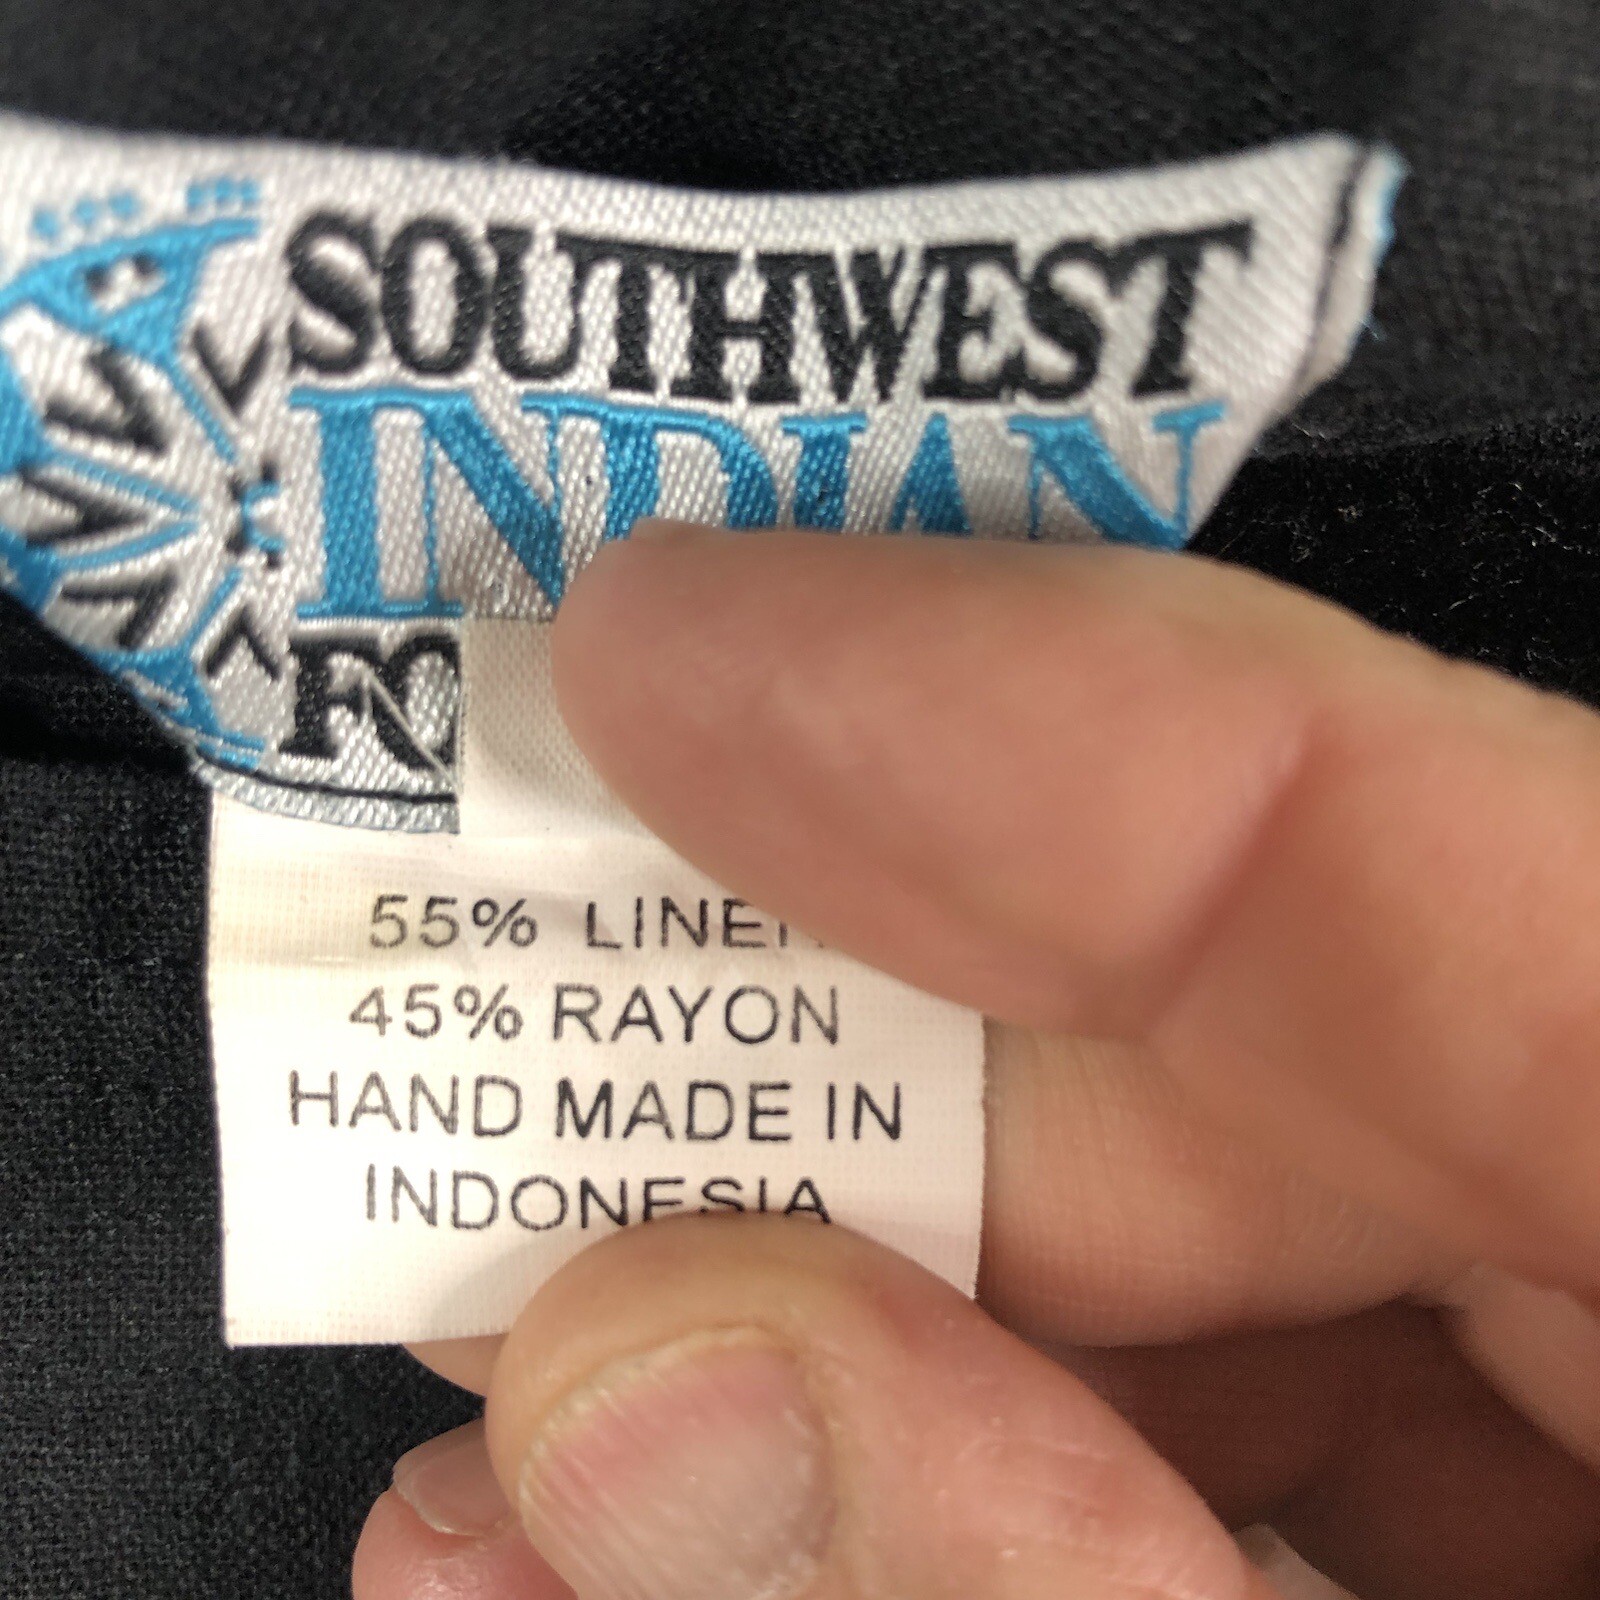 SOUTHWEST
INDIAN
55% LINEN
45% RAYON
HAND MADE IN
INDONESIA